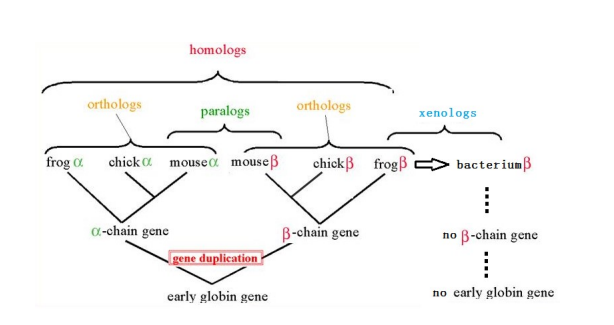 homologs
orthologs
paralogs
orthologs
xenologs
frog α
chick α
mouse α
mouse β
chick β
frog β
bacterium β
α-chain gene
β-chain gene
no β-chain gene
gene duplication
early globin gene
no early globin gene